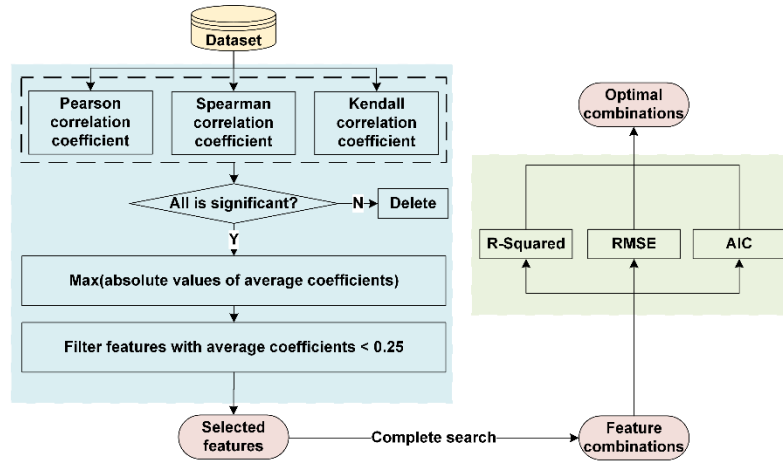 Dataset
Pearson
correlation
coefficient
Spearman
correlation
coefficient
Kendall
correlation
coefficient
All is significant?
N
Delete
Y
Max(absolute values of average coefficients)
Filter features with average coefficients < 0.25
Selected
features
Complete search
Feature
combinations
R-Squared
RMSE
AIC
Optimal
combinations